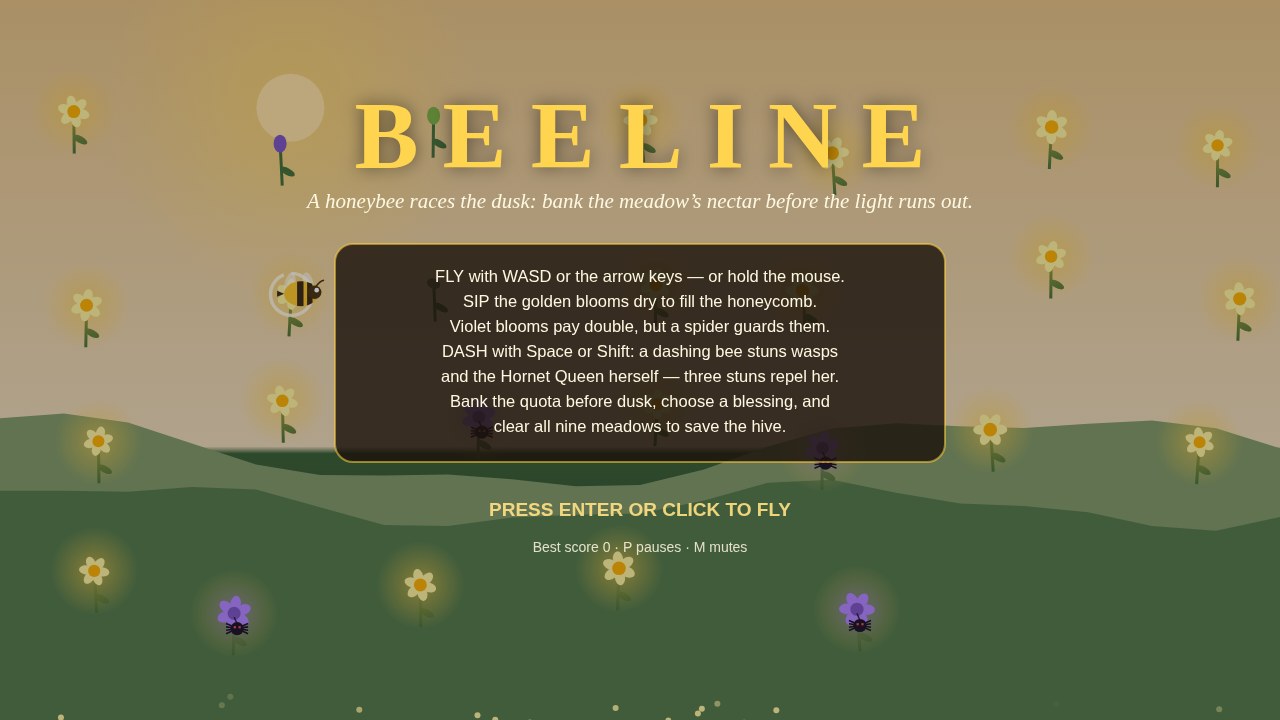 BEELINE
A honeybee races the dusk: bank the meadow’s nectar before the light runs out.
FLY with WASD or the arrow keys — or hold the mouse.
SIP the golden blooms dry to fill the honeycomb.
Violet blooms pay double, but a spider guards them.
DASH with Space or Shift: a dashing bee stuns wasps
and the Hornet Queen herself — three stuns repel her.
Bank the quota before dusk, choose a blessing, and
clear all nine meadows to save the hive.
PRESS ENTER OR CLICK TO FLY
Best score 0 · P pauses · M mutes